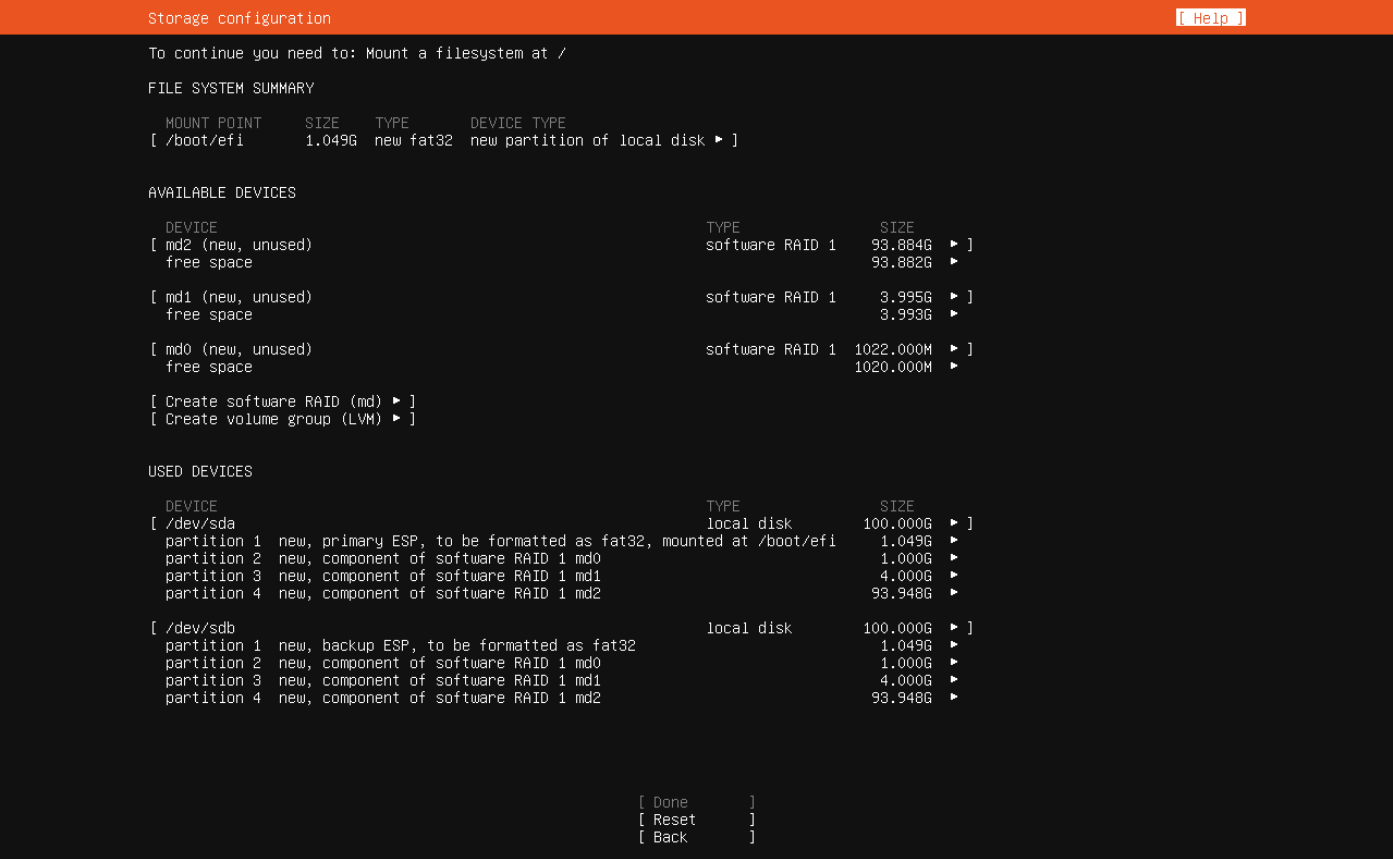 Storage configuration [ Help ]
To continue you need to: Mount a filesystem at /
FILE SYSTEM SUMMARY
MOUNT POINT SIZE TYPE DEVICE TYPE
[ /boot/efi 1.049G new fat32 new partition of local disk ▸ ]
AVAILABLE DEVICES
DEVICE TYPE SIZE
[ md2 (new, unused) software RAID 1 93.884G ▸ ]
free space 93.882G ▸
[ md1 (new, unused) software RAID 1 3.995G ▸ ]
free space 3.993G ▸
[ md0 (new, unused) software RAID 1 1022.000M ▸ ]
free space 1020.000M ▸
[ Create software RAID (md) ▸ ]
[ Create volume group (LVM) ▸ ]
USED DEVICES
DEVICE TYPE SIZE
[ /dev/sda local disk 100.000G ▸ ]
partition 1 new, primary ESP, to be formatted as fat32, mounted at /boot/efi 1.049G ▸
partition 2 new, component of software RAID 1 md0 1.000G ▸
partition 3 new, component of software RAID 1 md1 4.000G ▸
partition 4 new, component of software RAID 1 md2 93.948G ▸
[ /dev/sdb local disk 100.000G ▸ ]
partition 1 new, backup ESP, to be formatted as fat32 1.049G ▸
partition 2 new, component of software RAID 1 md0 1.000G ▸
partition 3 new, component of software RAID 1 md1 4.000G ▸
partition 4 new, component of software RAID 1 md2 93.948G ▸
[ Done ]
[ Reset ]
[ Back ]